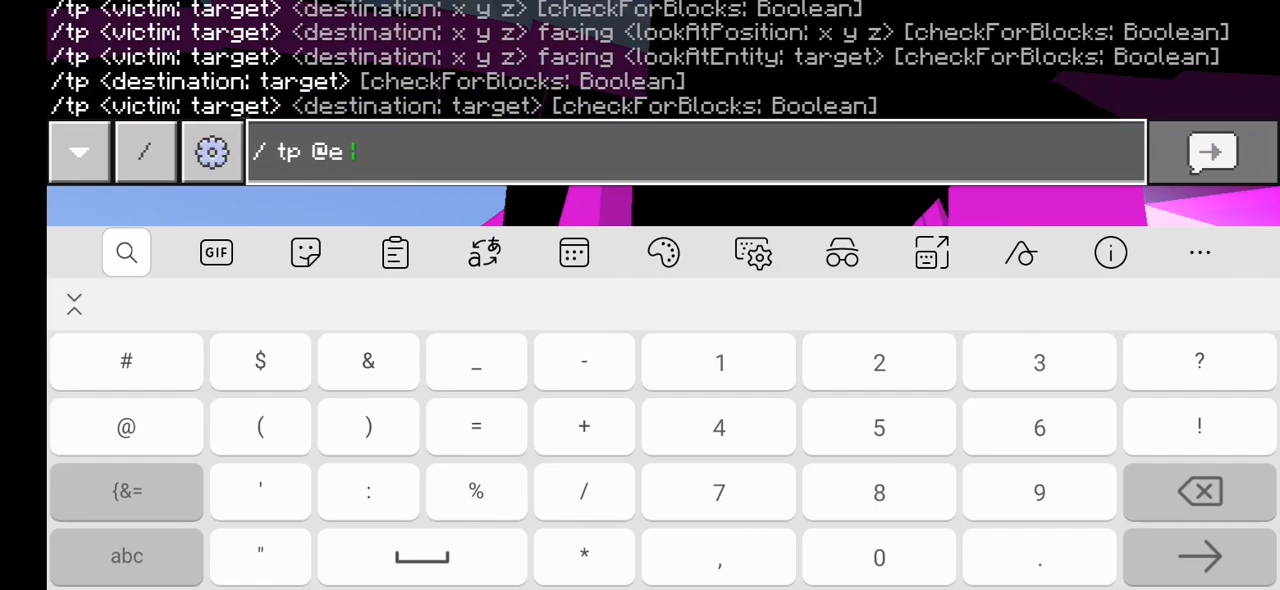 /tp <victim: target> <destination: x y z> [checkForBlocks: Boolean]
/tp <victim: target> <destination: x y z> facing <lookAtPosition: x y z> [checkForBlocks: Boolean]
/tp <victim: target> <destination: x y z> facing <lookAtEntity: target> [checkForBlocks: Boolean]
/tp <destination: target> [checkForBlocks: Boolean]
/tp <victim: target> <destination: target> [checkForBlocks: Boolean]
/ / tp @e
GIF aあ
# $ & _ - 1 2 3 ?
@ ( ) = + 4 5 6 !
{&= ' : % / 7 8 9
abc " * , 0 .